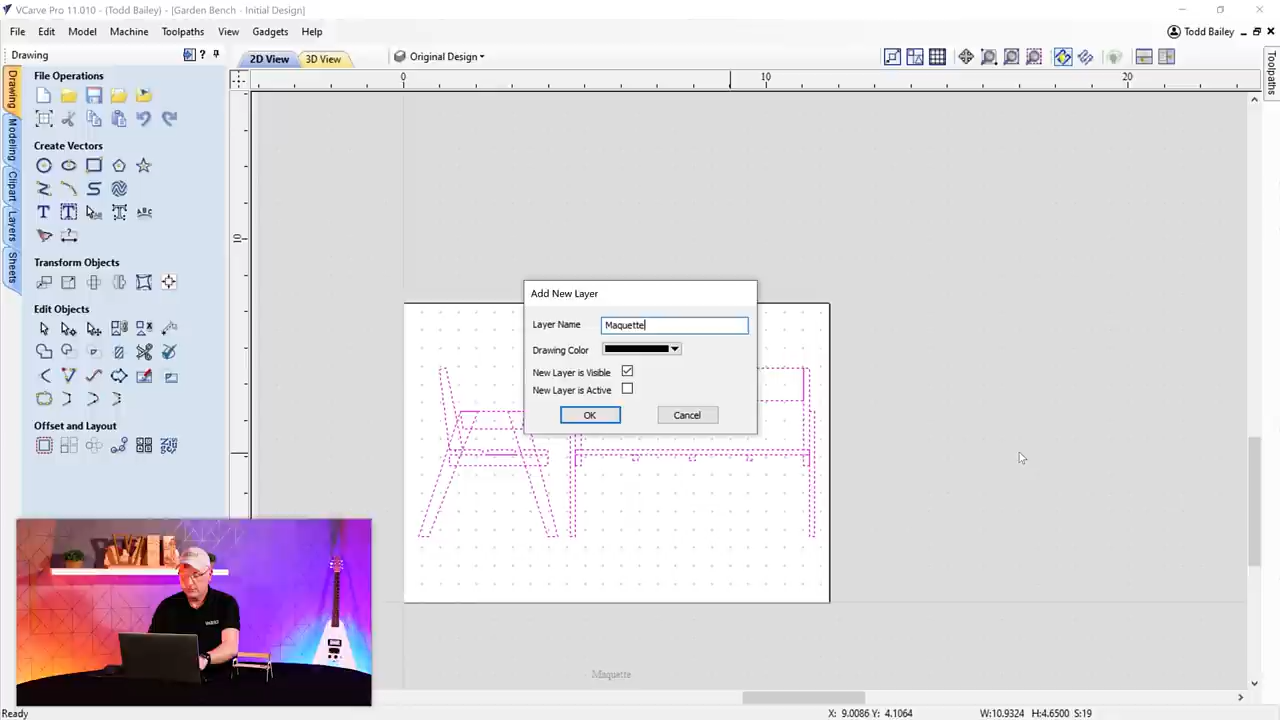 VCarve Pro 11.010 - (Todd Bailey) - [Garden Bench - Initial Design]
File Edit Model Machine Toolpaths View Gadgets Help
Todd Bailey
Drawing
2D View 3D View Original Design
Drawing
Modeling
Clipart
Layers
Sheets
Toolpaths
File Operations
Create Vectors
Transform Objects
Edit Objects
Offset and Layout
0 10 20
10
Add New Layer
Layer Name Maquette
Drawing Color
New Layer is Visible
New Layer is Active
OK Cancel
Maquette
Ready
X: 9.0086 Y: 4.1064
W:10.9324 H:4.6500 S:19